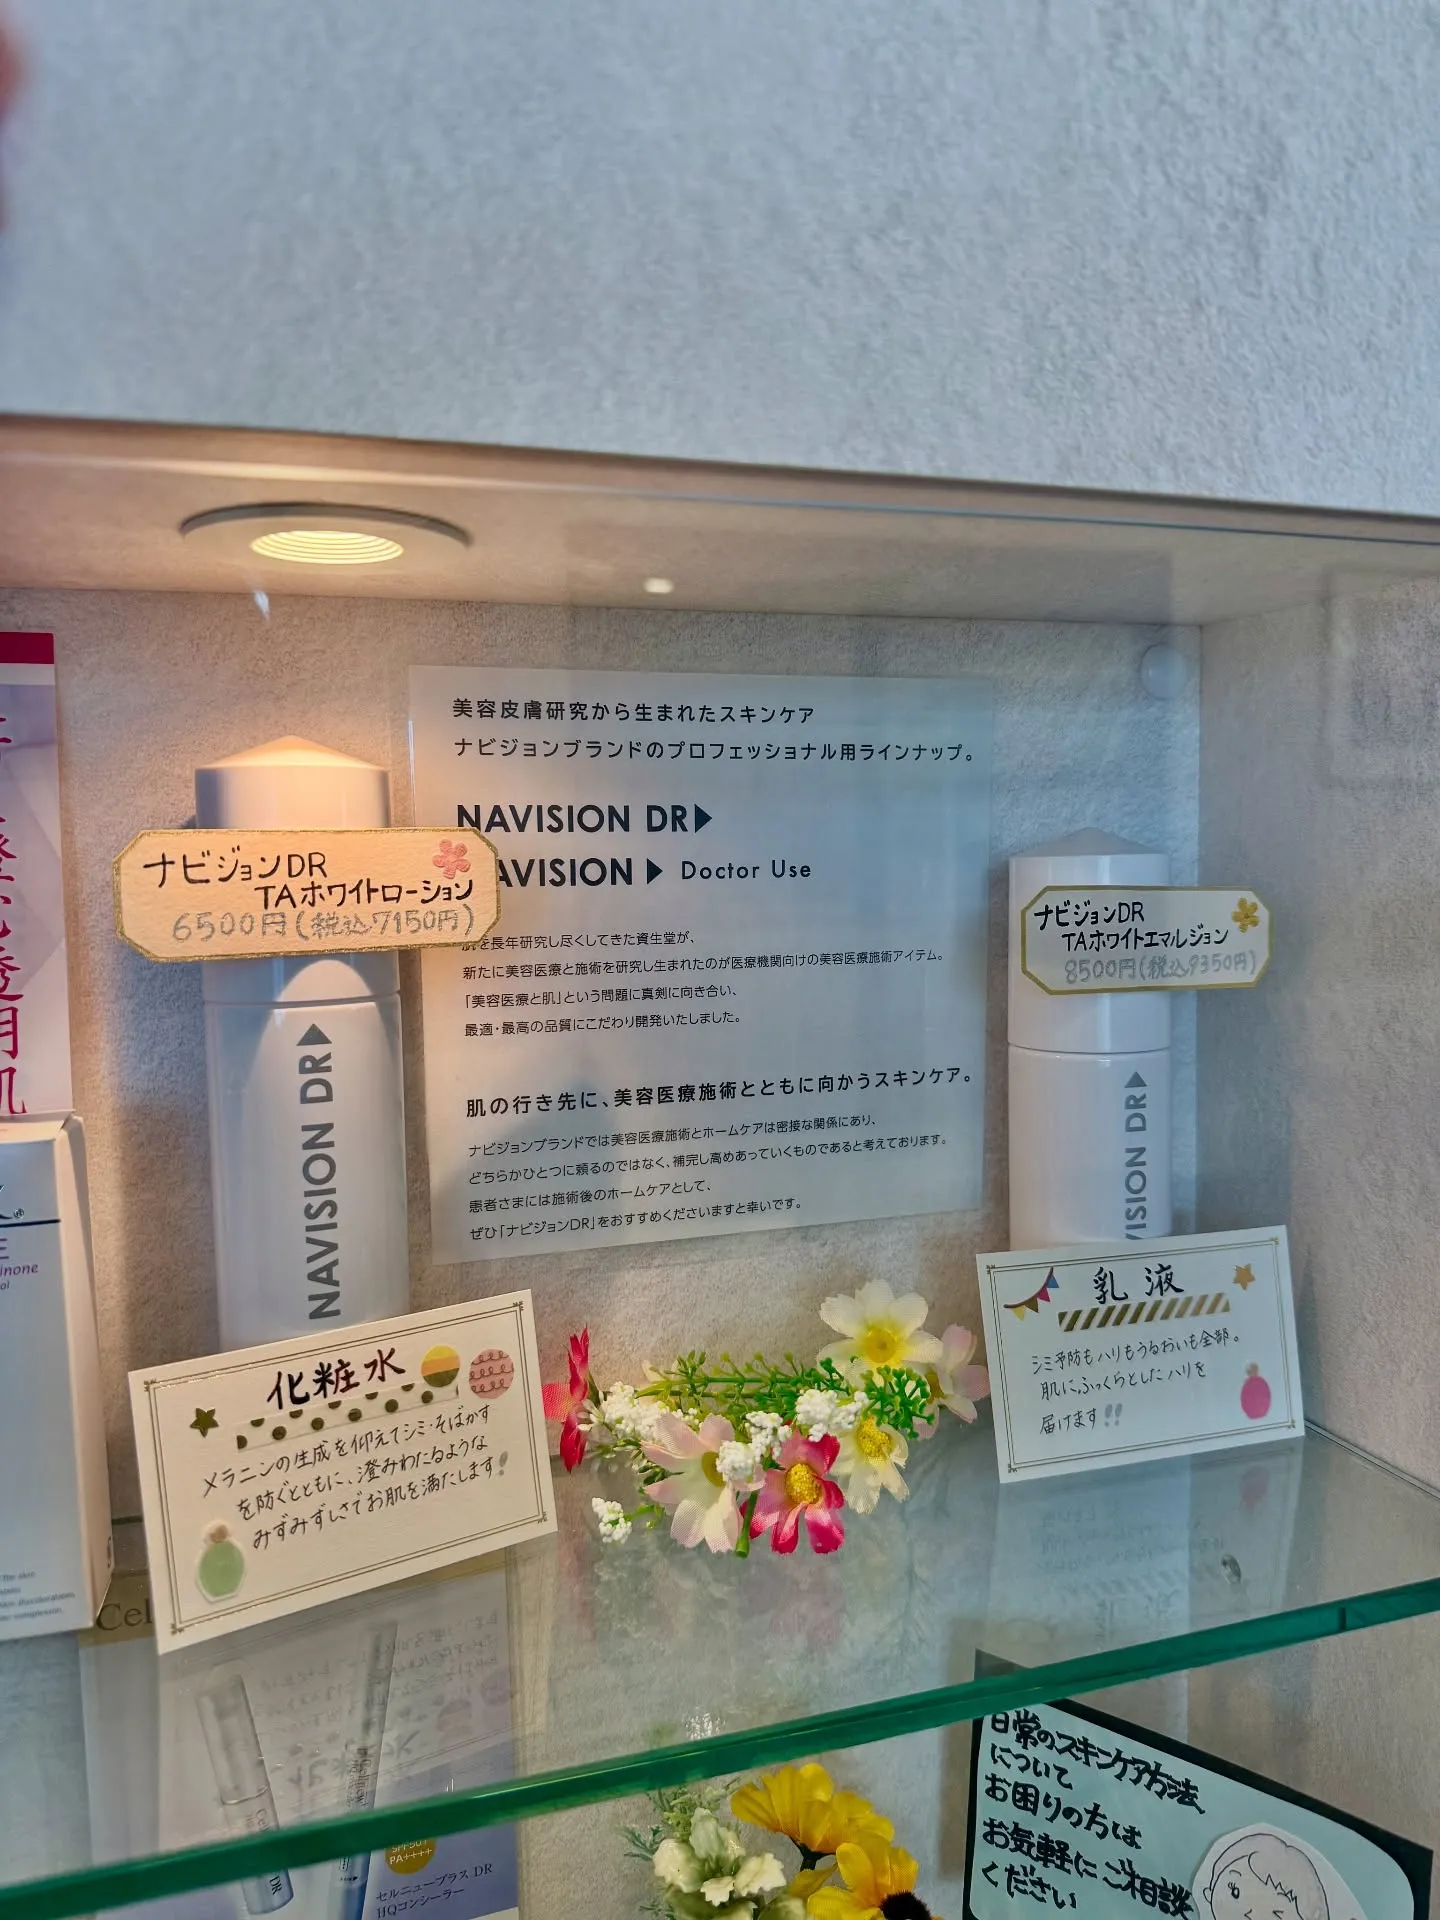 美容皮膚研究から生まれたスキンケア
ナビジョンブランドのプロフェッショナル用ラインナップ。
NAVISION DR
AVISION Doctor Use
を長年研究し尽くしてきた資生堂が、
新たに美容医療と施術を研究し生まれたのが医療機関向けの美容医療施術アイテム。
「美容医療と肌」という問題に真剣に向き合い、
最適・最高の品質にこだわり開発いたしました。
肌の行き先に、美容医療施術とともに向かうスキンケア。
ナビジョンブランドでは美容医療施術とホームケアは密接な関係にあり、
どちらかひとつに頼るのではなく、補完し高めあっていくものであると考えております。
患者さまには施術後のホームケアとして、
ぜひ「ナビジョンDR」をおすすめくださいますと幸いです。
ナビジョンDR
TAホワイトローション
6500円(税込7150円)
NAVISION DR
化粧水
メラニンの生成を抑えてシミ・そばかす
を防ぐとともに、澄みわたるような
みずみずしさでお肌を満たします!
ナビジョンDR
TAホワイトエマルジョン
8500円(税込9350円)
VISION DR
乳液
シミ予防もハリもうるおいも全部。
肌にふっくらとしたハリを
届けます!!
透
肌
inone
Cel
SPF50+
PA++++
セルニュープラス DR
HQコンシーラー
日常のスキンケア方法
について
お困りの方は
お気軽にご相談
ください